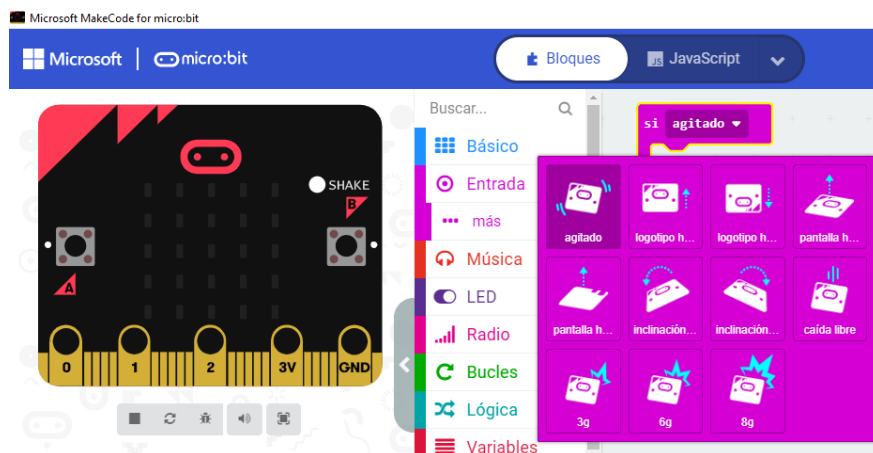 Microsoft MakeCode for micro:bit
Microsoft micro:bit Bloques JS JavaScript
Buscar...
Básico
Entrada
más
Música
LED
Radio
Bucles
Lógica
Variables
SHAKE
B
A
0 1 2 3V GND
si agitado
agitado logotipo h... logotipo h... pantalla h...
pantalla h... inclinación... inclinación... caída libre
3g 6g 8g